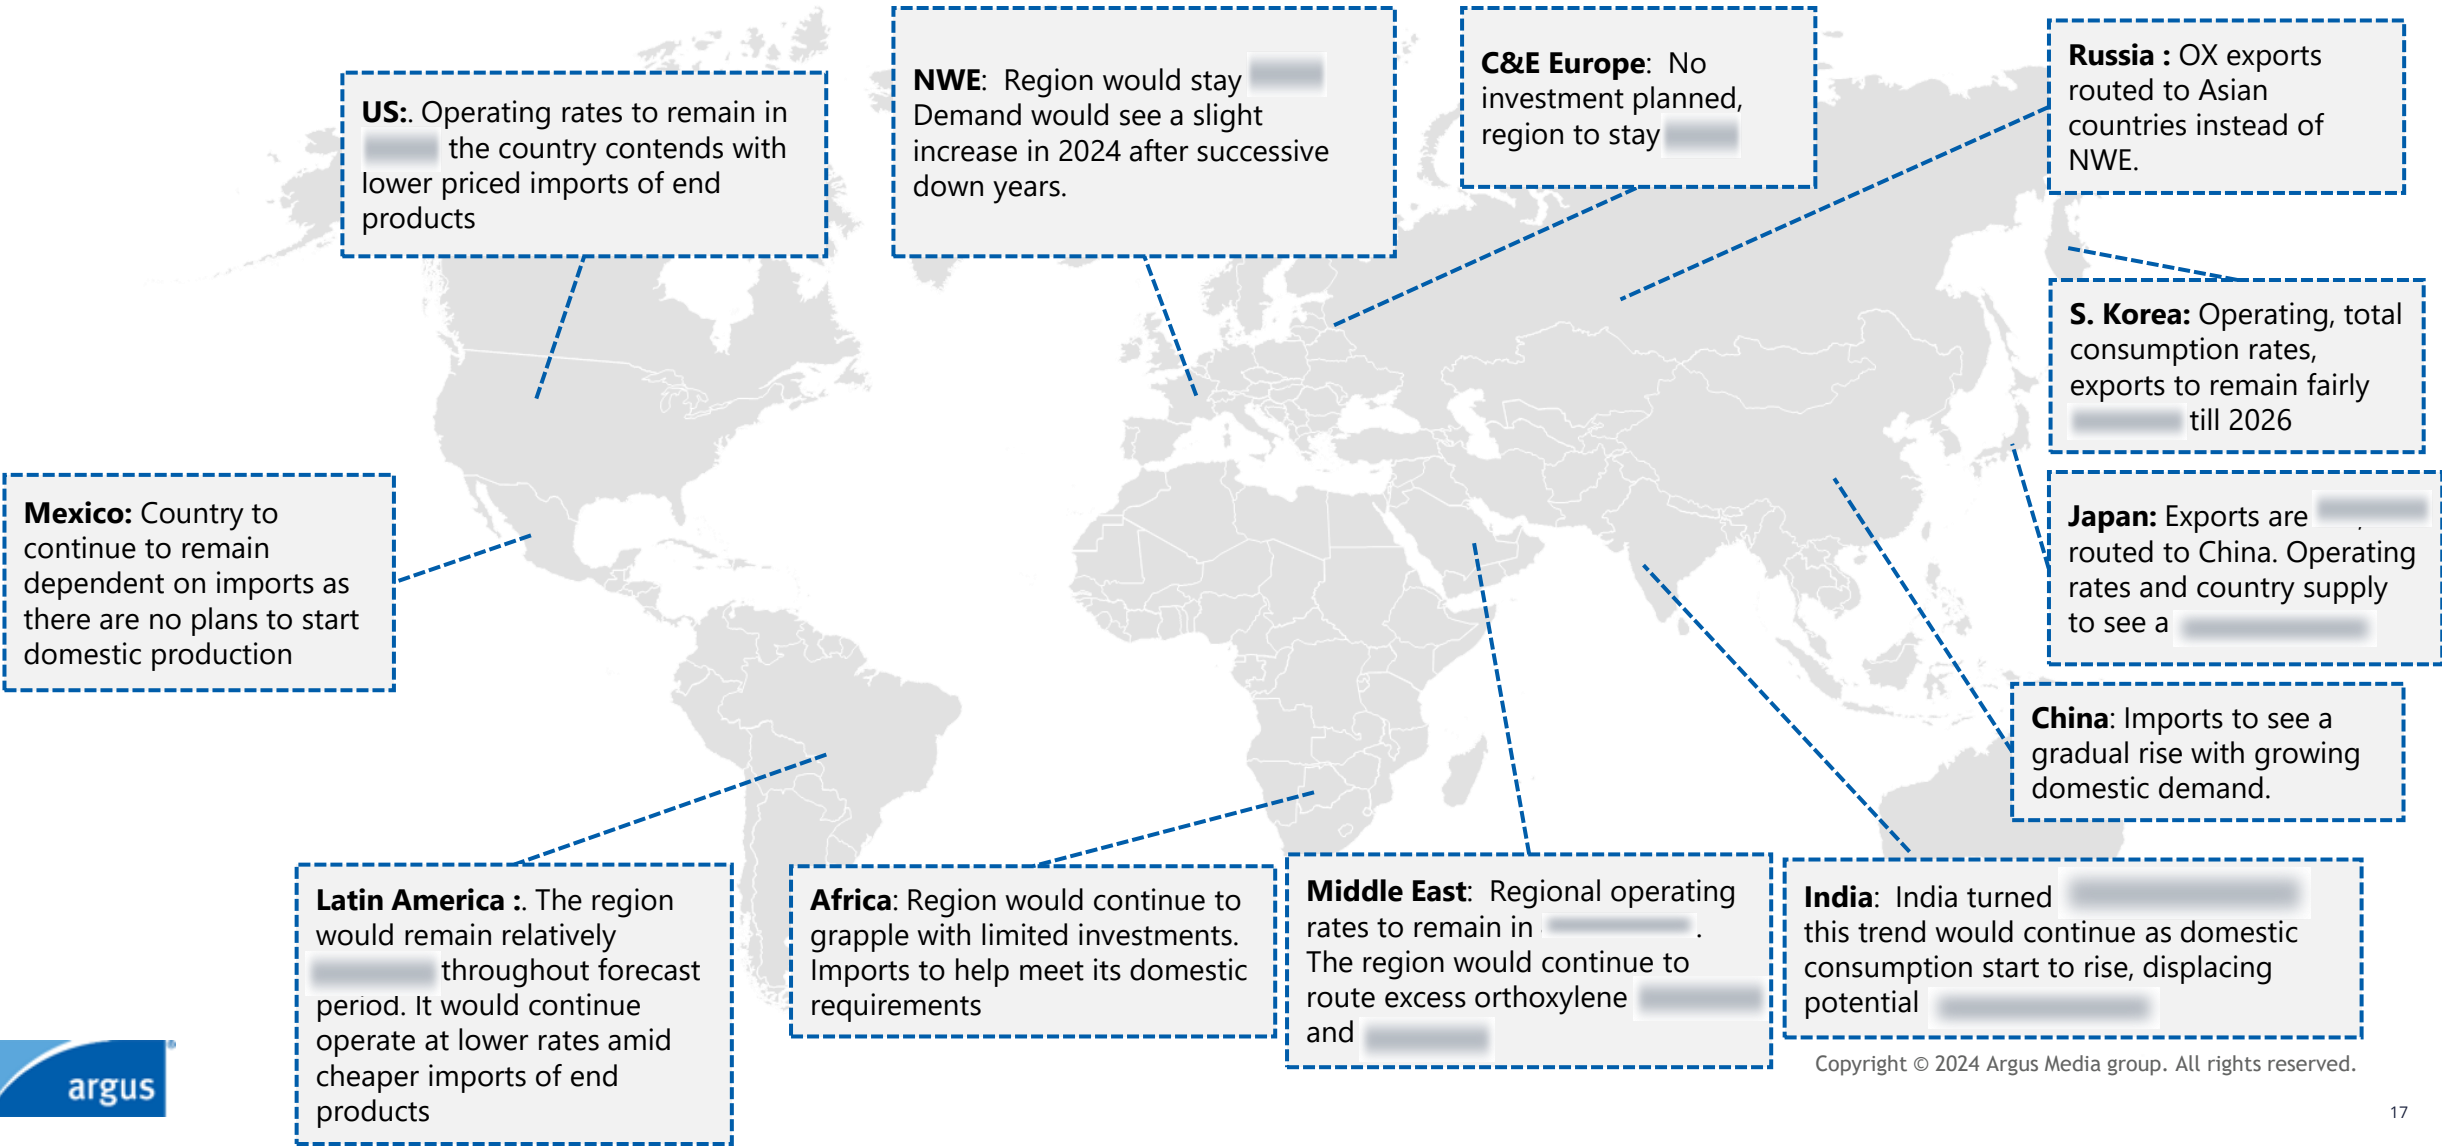 US:. Operating rates to remain in
the country contends with
lower priced imports of end
products
NWE:  Region would stay
Demand would see a slight
increase in 2024 after successive
down years.
C&E Europe:  No
investment planned,
region to stay
Russia : OX exports
routed to Asian
countries instead of
NWE.
S. Korea: Operating, total
consumption rates,
exports to remain fairly
till 2026
Mexico: Country to
continue to remain
dependent on imports as
there are no plans to start
domestic production
Japan: Exports are
routed to China. Operating
rates and country supply
to see a
China: Imports to see a
gradual rise with growing
domestic demand.
Latin America :. The region
would remain relatively
throughout forecast
period. It would continue
operate at lower rates amid
cheaper imports of end
products
Africa: Region would continue to
grapple with limited investments.
Imports to help meet its domestic
requirements
Middle East:  Regional operating
rates to remain in .
The region would continue to
route excess orthoxylene
and
India:  India turned
this trend would continue as domestic
consumption start to rise, displacing
potential
argus
Copyright © 2024 Argus Media group. All rights reserved.
17